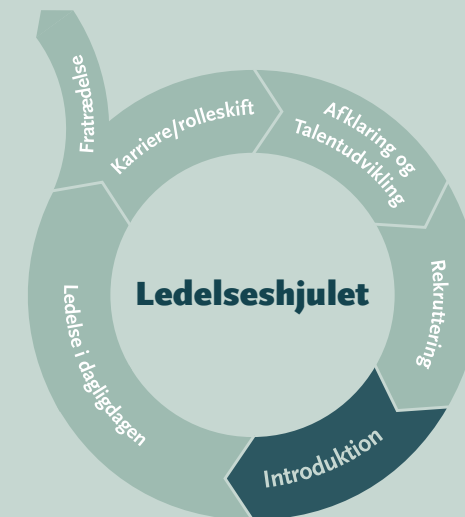 Fratrædelse
Karriere/rolleskift
Afklaring og
Talentudvikling
Rekruttering
Introduktion
Ledelse i dagligdagen
Ledelseshjulet